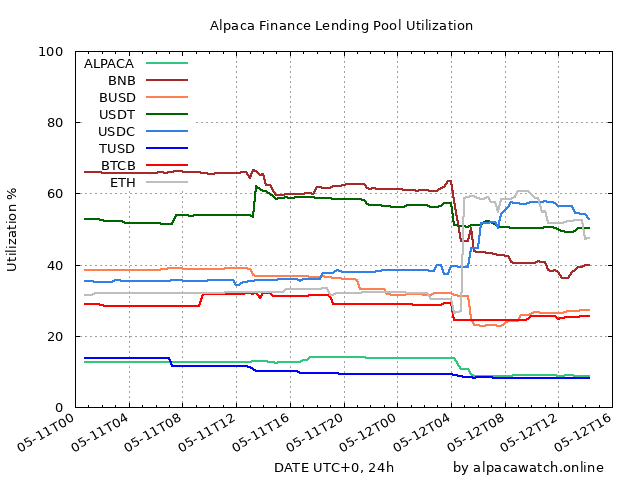 Alpaca Finance Lending Pool Utilization
100
80
60
40
20
0
Utilization %
ALPACA
BNB
BUSD
USDT
USDC
TUSD
BTCB
ETH
05-11T00
05-11T04
05-11T08
05-11T12
05-11T16
05-11T20
05-12T00
05-12T04
05-12T08
05-12T12
05-12T16
DATE UTC+0, 24h
by alpacawatch.online